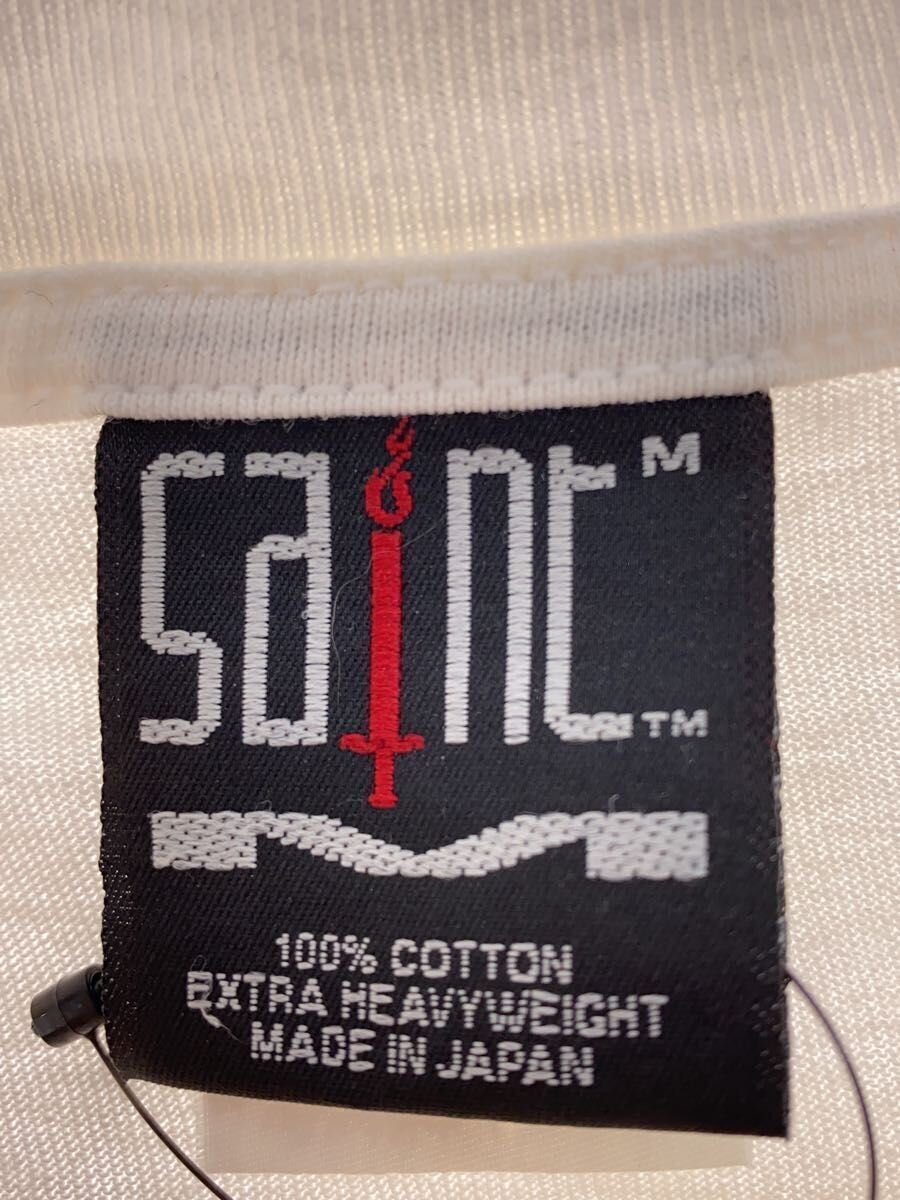 saint M
™
100% COTTON
EXTRA HEAVYWEIGHT
MADE IN JAPAN